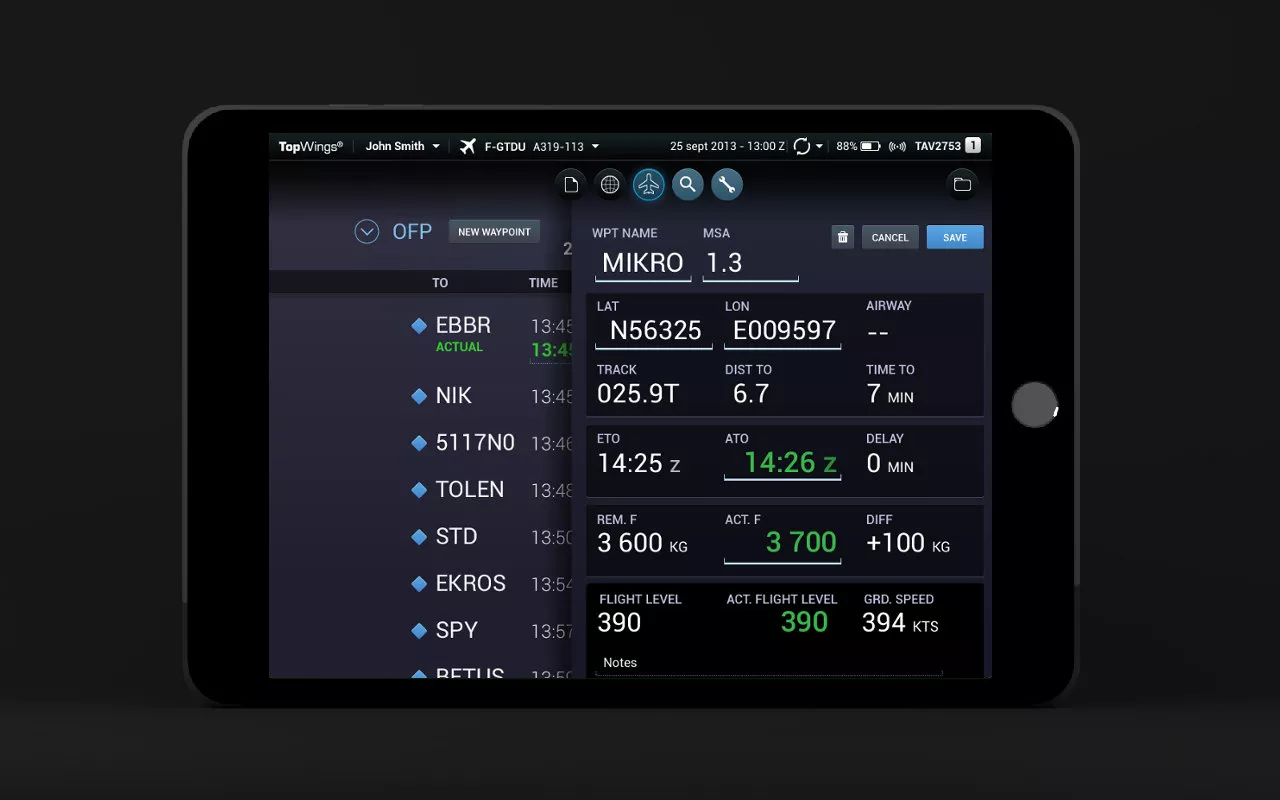 TopWings® John Smith F-GTDU A319-113 25 sept 2013 - 13:00 Z 88% TAV2753 1
OFP NEW WAYPOINT
2
TO TIME
EBBR 13:45
ACTUAL 13:45
NIK 13:45
5117N0 13:46
TOLEN 13:48
STD 13:50
EKROS 13:54
SPY 13:57
BETUS 13:59
WPT NAME MSA
MIKRO 1.3
CANCEL SAVE
LAT LON AIRWAY
N56325 E009597 --
TRACK DIST TO TIME TO
025.9T 6.7 7 MIN
ETO ATO DELAY
14:25 Z 14:26 Z 0 MIN
REM. F ACT. F DIFF
3 600 KG 3 700 +100 KG
FLIGHT LEVEL ACT. FLIGHT LEVEL GRD. SPEED
390 390 394 KTS
Notes